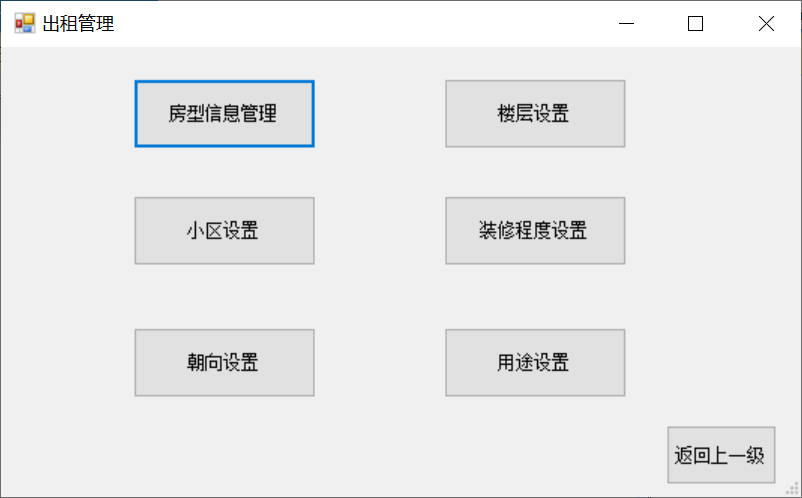 出租管理
房型信息管理
楼层设置
小区设置
装修程度设置
朝向设置
用途设置
返回上一级